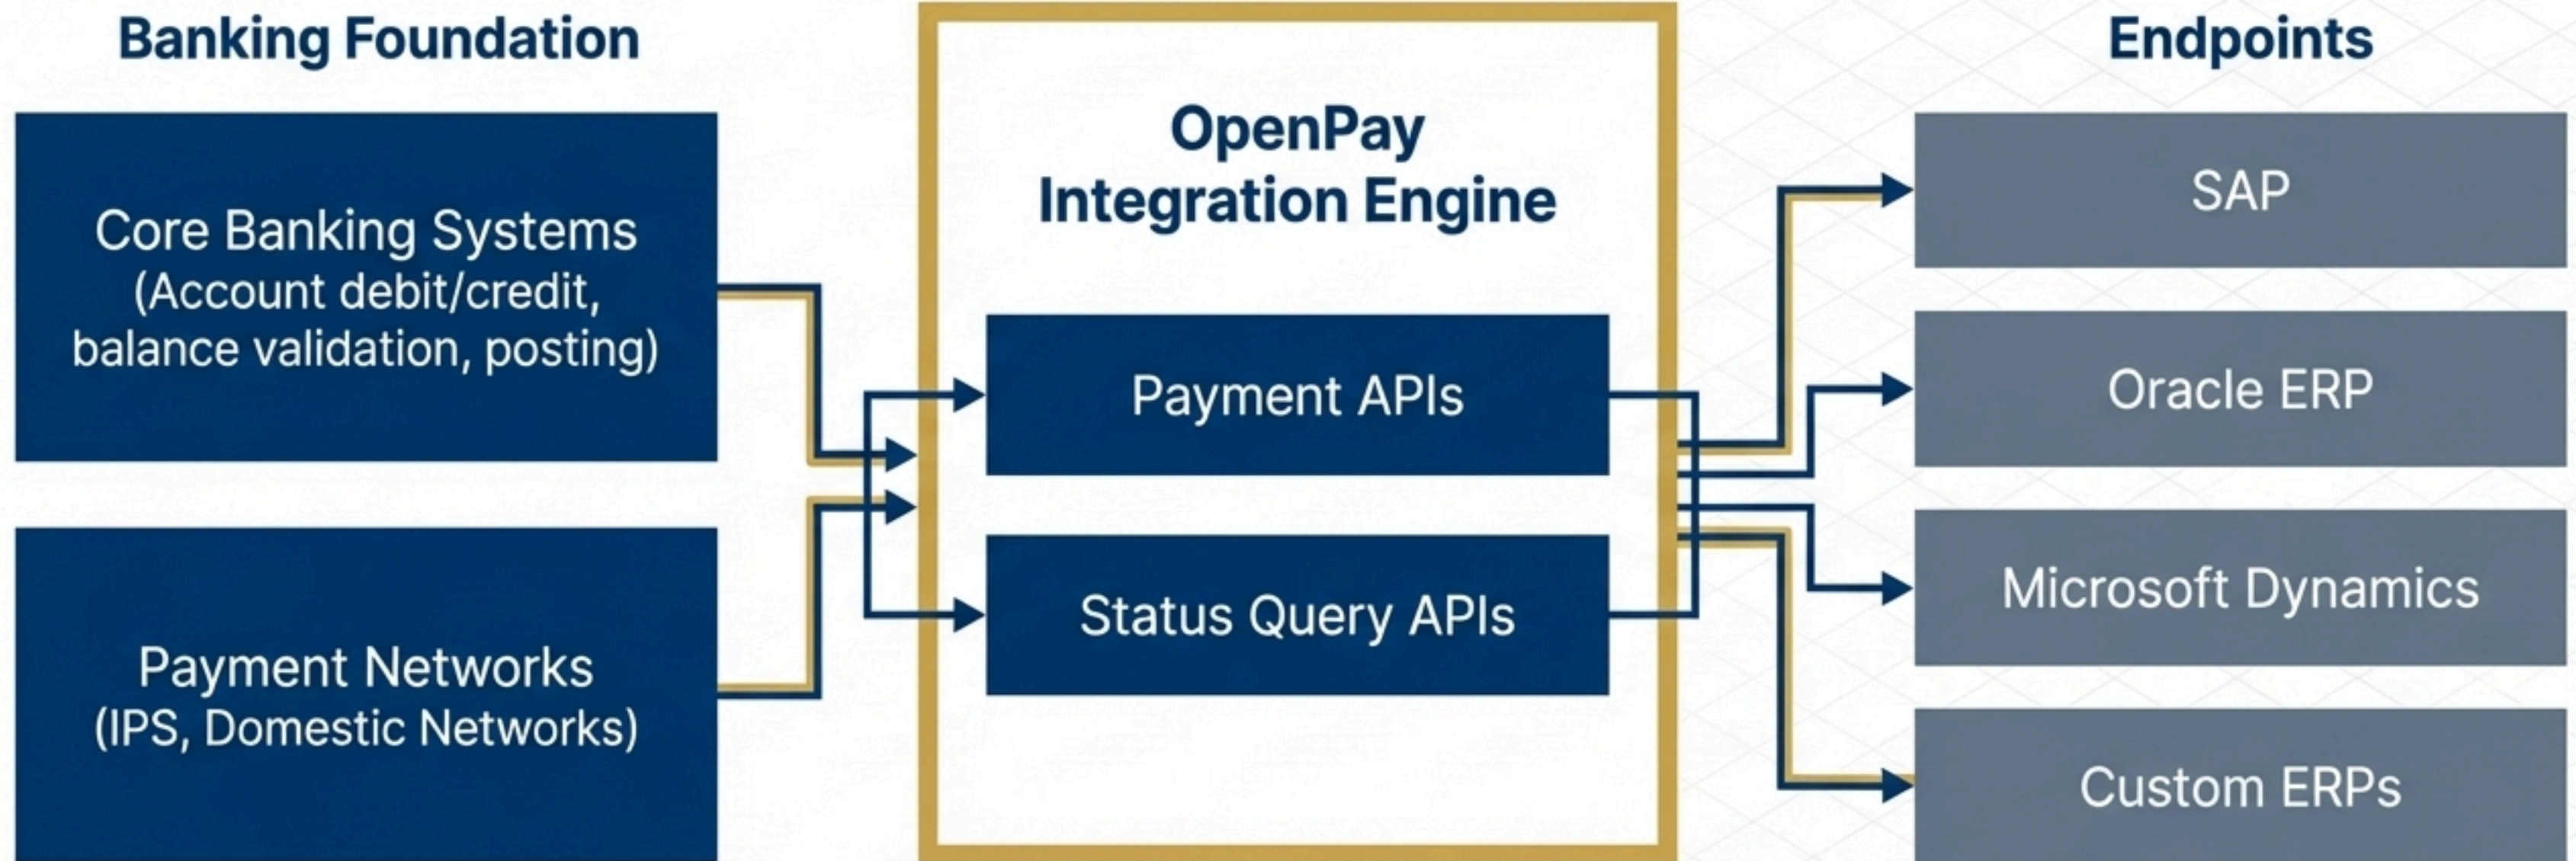 Banking Foundation
Core Banking Systems
(Account debit/credit,
balance validation, posting)
Payment Networks
(IPS, Domestic Networks)
OpenPay
Integration Engine
Payment APIs
Status Query APIs
Endpoints
SAP
Oracle ERP
Microsoft Dynamics
Custom ERPs